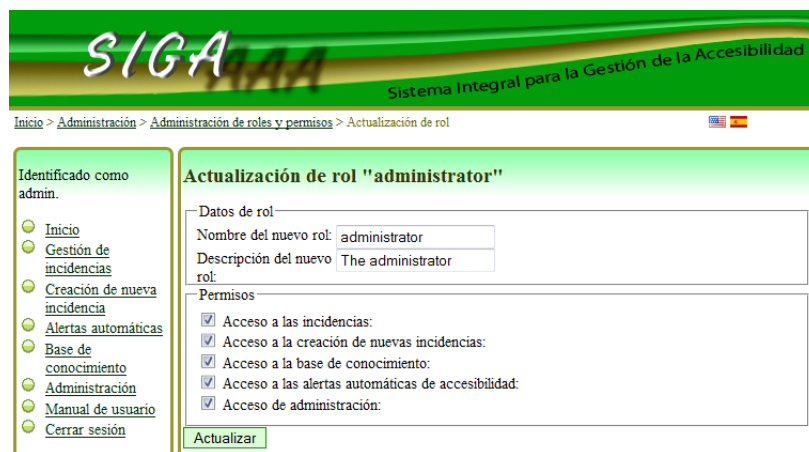 SIGA
AAA
Sistema Integral para la Gestión de la Accesibilidad
Inicio > Administración > Administración de roles y permisos > Actualización de rol
Identificado como
admin.
Inicio
Gestión de
incidencias
Creación de nueva
incidencia
Alertas automáticas
Base de
conocimiento
Administración
Manual de usuario
Cerrar sesión
Actualización de rol "administrator"
Datos de rol
Nombre del nuevo rol: administrator
Descripción del nuevo
rol:
The administrator
Permisos
Acceso a las incidencias:
Acceso a la creación de nuevas incidencias:
Acceso a la base de conocimiento:
Acceso a las alertas automáticas de accesibilidad:
Acceso de administración:
Actualizar